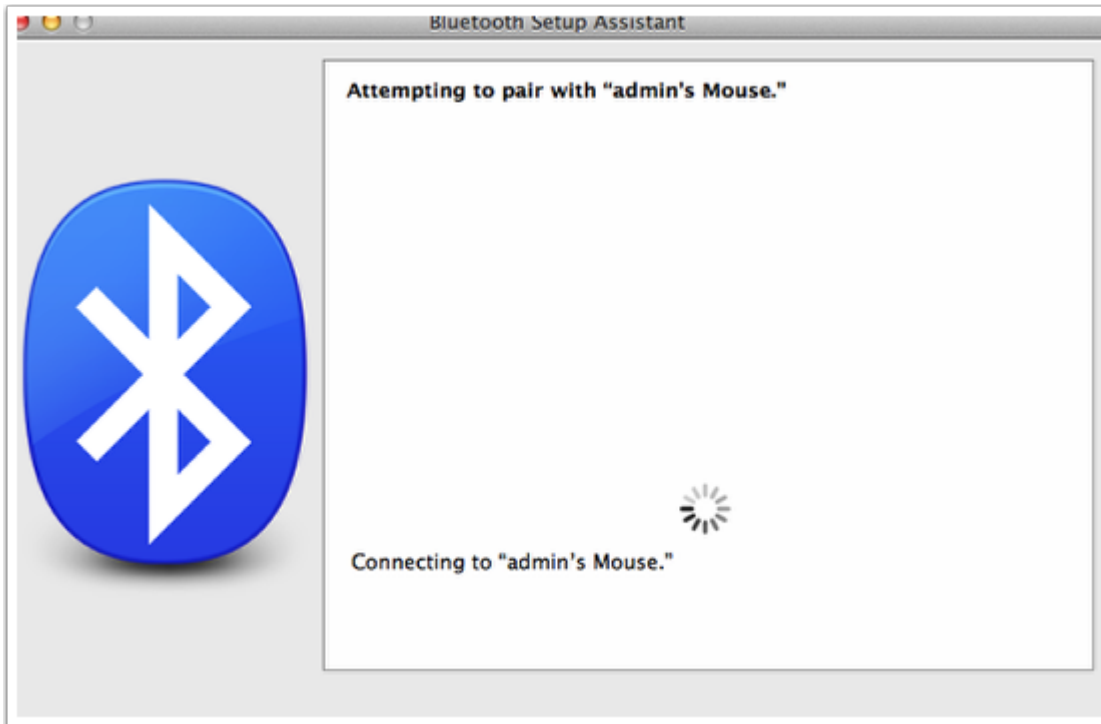 Bluetooth Setup Assistant
Attempting to pair with “admin's Mouse.”
Connecting to “admin's Mouse.”